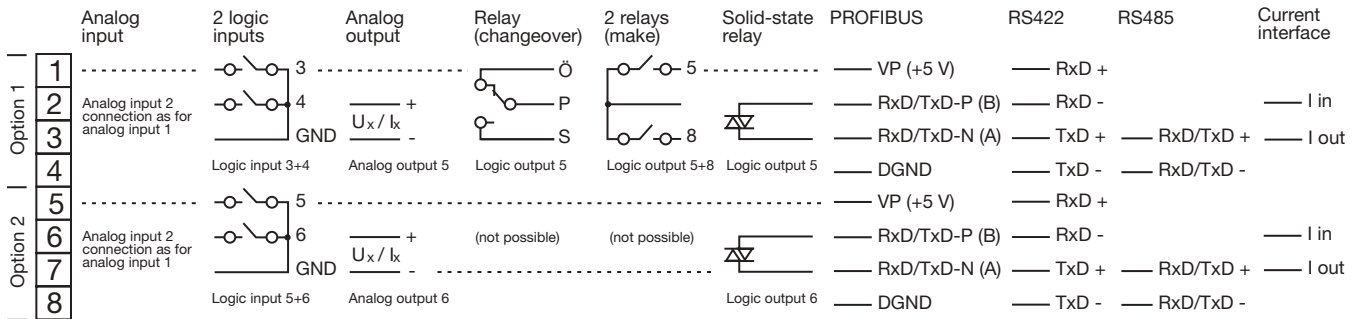 Analog input
2 logic inputs
Analog output
Relay (changeover)
2 relays (make)
Solid-state relay
PROFIBUS
RS422
RS485
Current interface
Option 1
1
3
Ö
5
VP (+5 V)
RxD +
2
Analog input 2
connection as for
analog input 1
4
+
Ux / Ix
P
RxD/TxD-P (B)
RxD -
I in
3
GND
-
S
8
RxD/TxD-N (A)
TxD +
RxD/TxD +
I out
4
Logic input 3+4
Analog output 5
Logic output 5
Logic output 5+8
Logic output 5
DGND
TxD -
RxD/TxD -
Option 2
5
5
VP (+5 V)
RxD +
6
Analog input 2
connection as for
analog input 1
6
+
Ux / Ix
(not possible)
(not possible)
RxD/TxD-P (B)
RxD -
I in
7
GND
-
RxD/TxD-N (A)
TxD +
RxD/TxD +
I out
8
Logic input 5+6
Analog output 6
Logic output 6
DGND
TxD -
RxD/TxD -